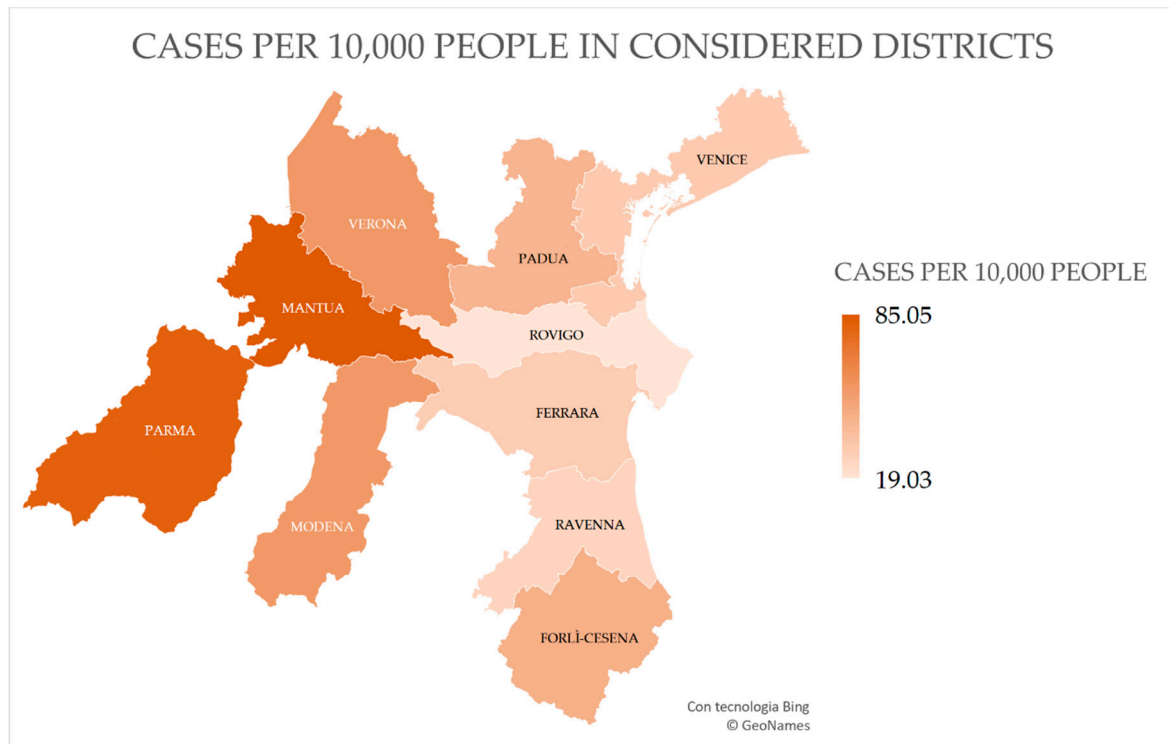 CASES PER 10,000 PEOPLE IN CONSIDERED DISTRICTS
VENICE
VERONA
PADUA
CASES PER 10,000 PEOPLE
MANTUA
85.05
ROVIGO
FERRARA
PARMA
19.03
MODENA
RAVENNA
FORLÌ-CESENA
Con tecnologia Bing
© GeoNames